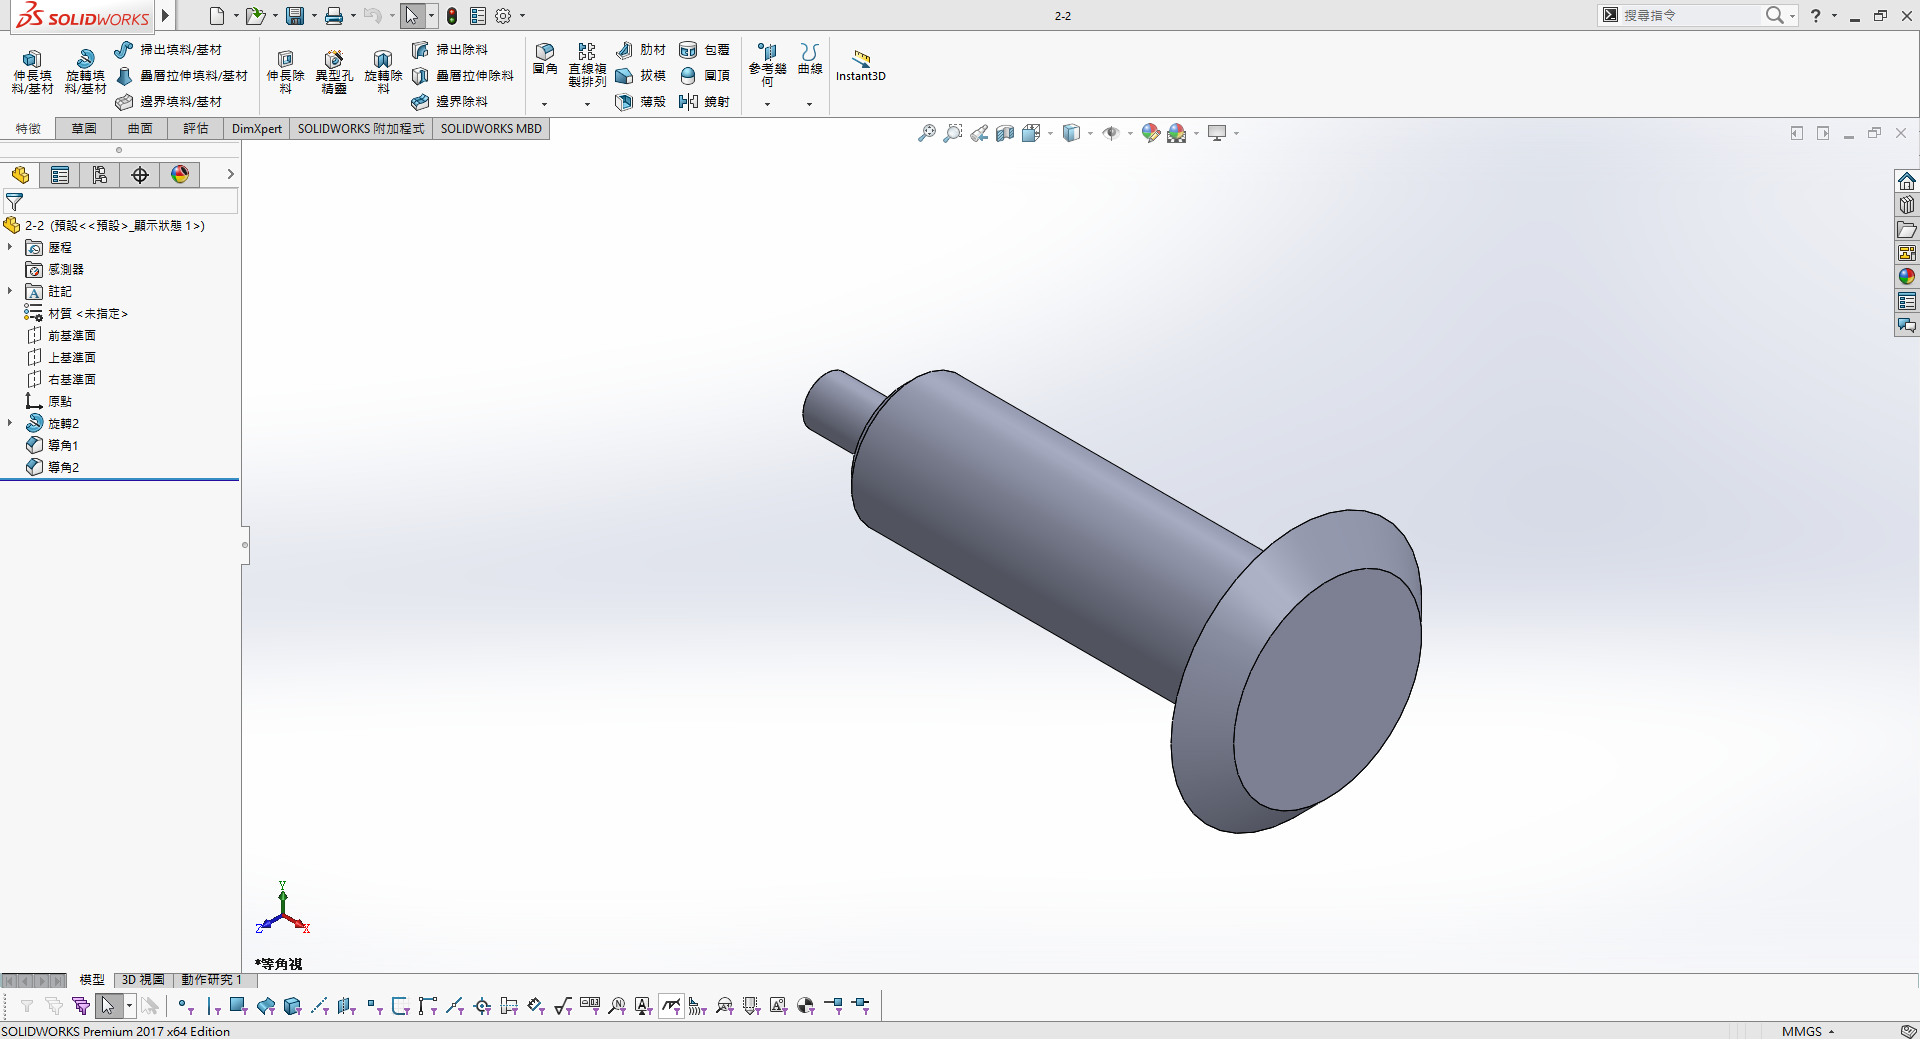 SOLIDWORKS
2-2
搜尋指令
伸長填料/基材
旋轉填料/基材
掃出填料/基材
疊層拉伸填料/基材
邊界填料/基材
伸長除料
異型孔精靈
旋轉除料
掃出除料
疊層拉伸除料
邊界除料
圓角
直線複製排列
肋材
拔模
薄殼
包覆
圓頂
鏡射
參考幾何
曲線
Instant3D
特徵
草圖
曲面
評估
DimXpert
SOLIDWORKS 附加程式
SOLIDWORKS MBD
2-2 (預設<<預設>_顯示狀態 1>)
歷程
感測器
註記
材質 <未指定>
前基準面
上基準面
右基準面
原點
旋轉2
導角1
導角2
Y
Z
X
*等角視
模型
3D 視圖
動作研究 1
SOLIDWORKS Premium 2017 x64 Edition
MMGS